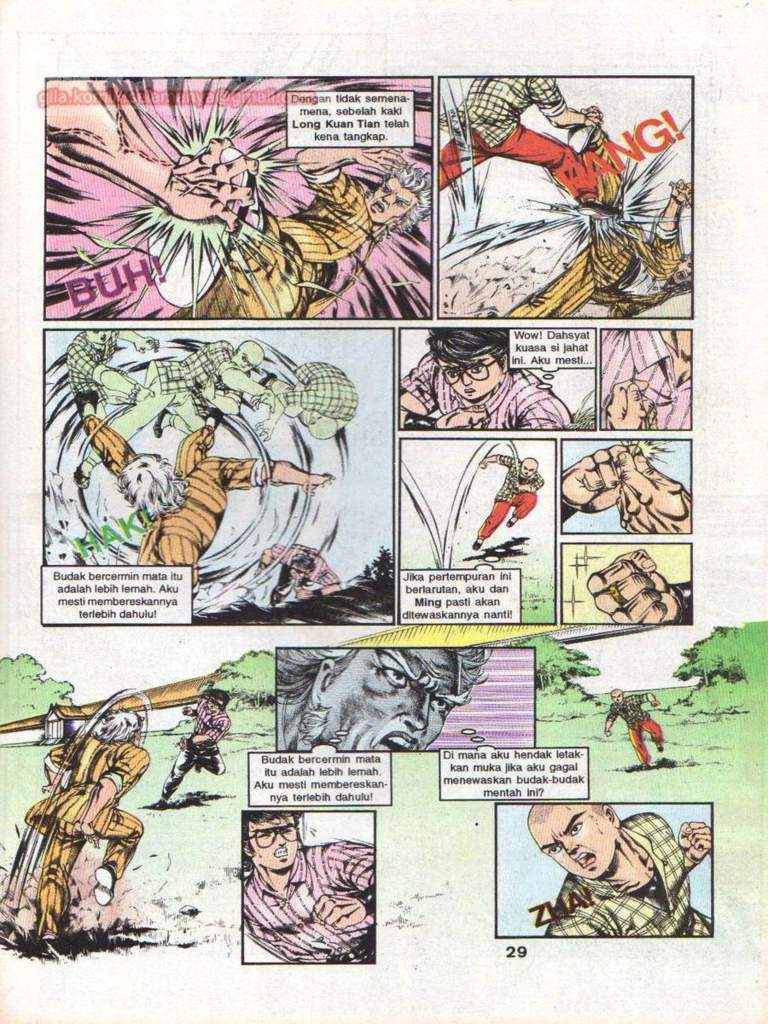 Dengan tidak semena-
mena, sebelah kaki
Long Kuan Tian telah
kena tangkap.
BUH!
BANG!
HAK!
Budak bercermin mata itu
adalah lebih lemah. Aku
mesti membereskannya
terlebih dahulu!
Wow! Dahsyat
kuasa si jahat
ini. Aku mesti...
Jika pertempuran ini
berlarutan, aku dan
Ming pasti akan
ditewaskannya nanti!
Budak bercermin mata
itu adalah lebih lemah.
Aku mesti membereskan-
nya terlebih dahulu!
Di mana aku hendak letak-
kan muka jika aku gagal
menewaskan budak-budak
mentah ini?
ZHA!
29